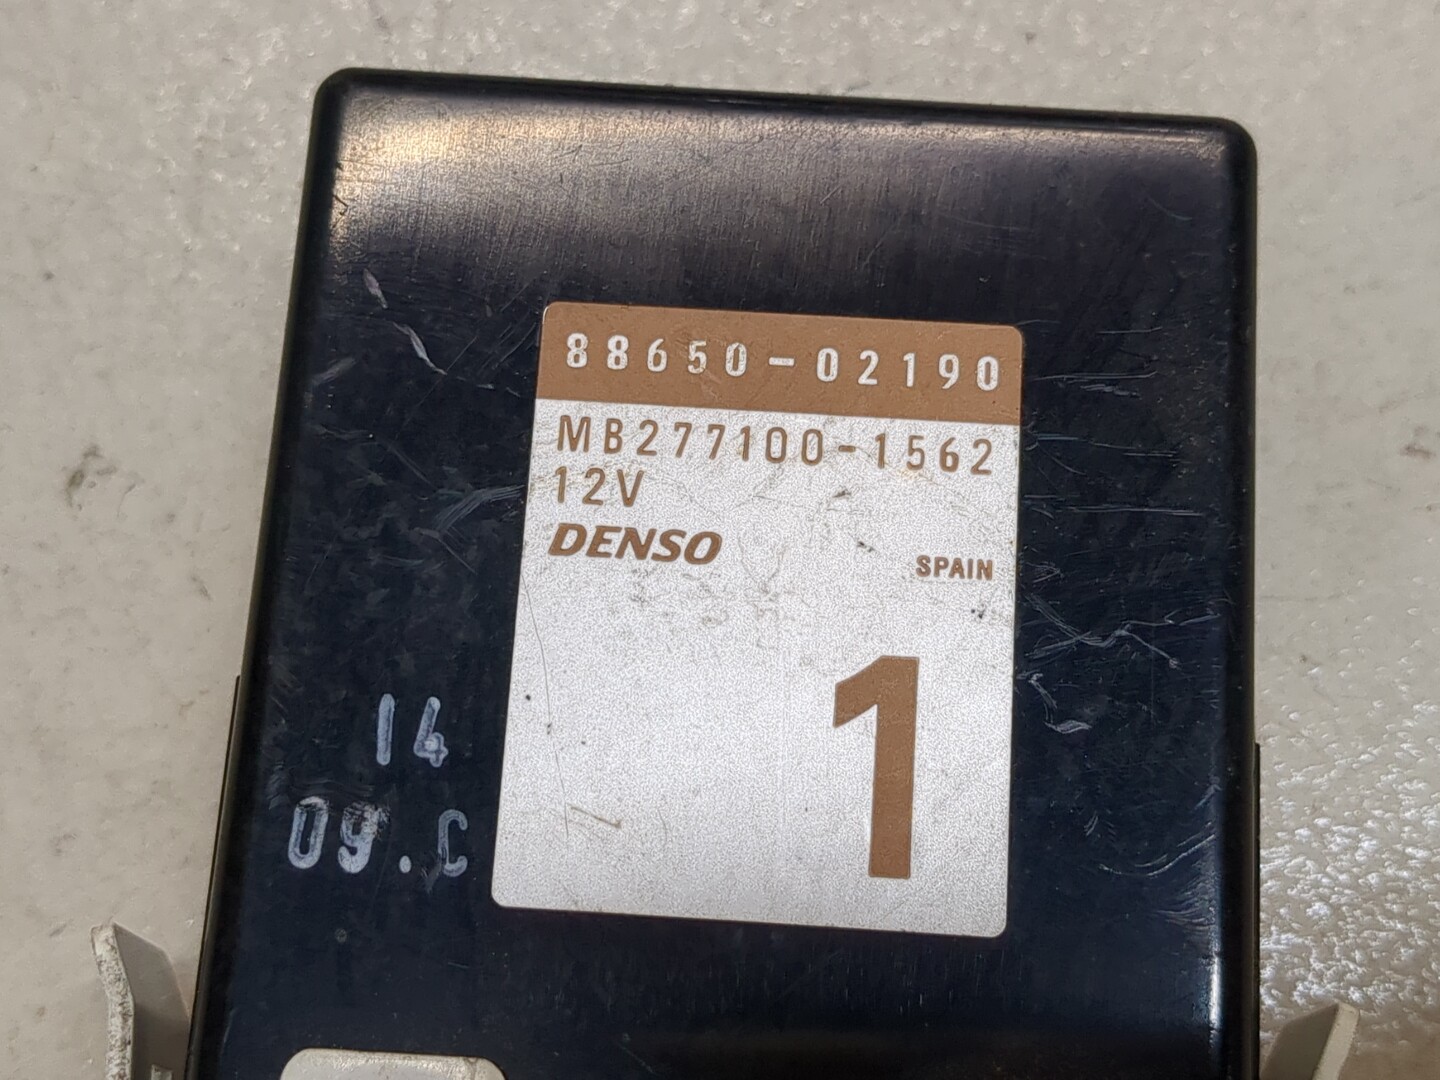 88650-02190
MB277100-1562
12V
DENSO
SPAIN
1
14
09.C